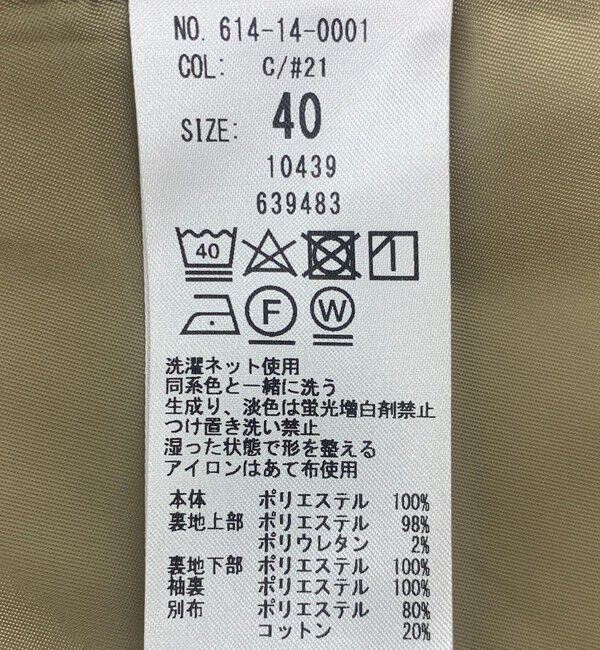 NO. 614-14-0001
COL: C/#21
SIZE: 40
10439
639483
40
F W
洗濯ネット使用
同系色と一緒に洗う
生成り、淡色は蛍光増白剤禁止
つけ置き洗い禁止
湿った状態で形を整える
アイロンはあて布使用
本体 ポリエステル 100%
裏地上部 ポリエステル 98%
ポリウレタン 2%
裏地下部 ポリエステル 100%
袖裏 ポリエステル 100%
別布 ポリエステル 80%
コットン 20%